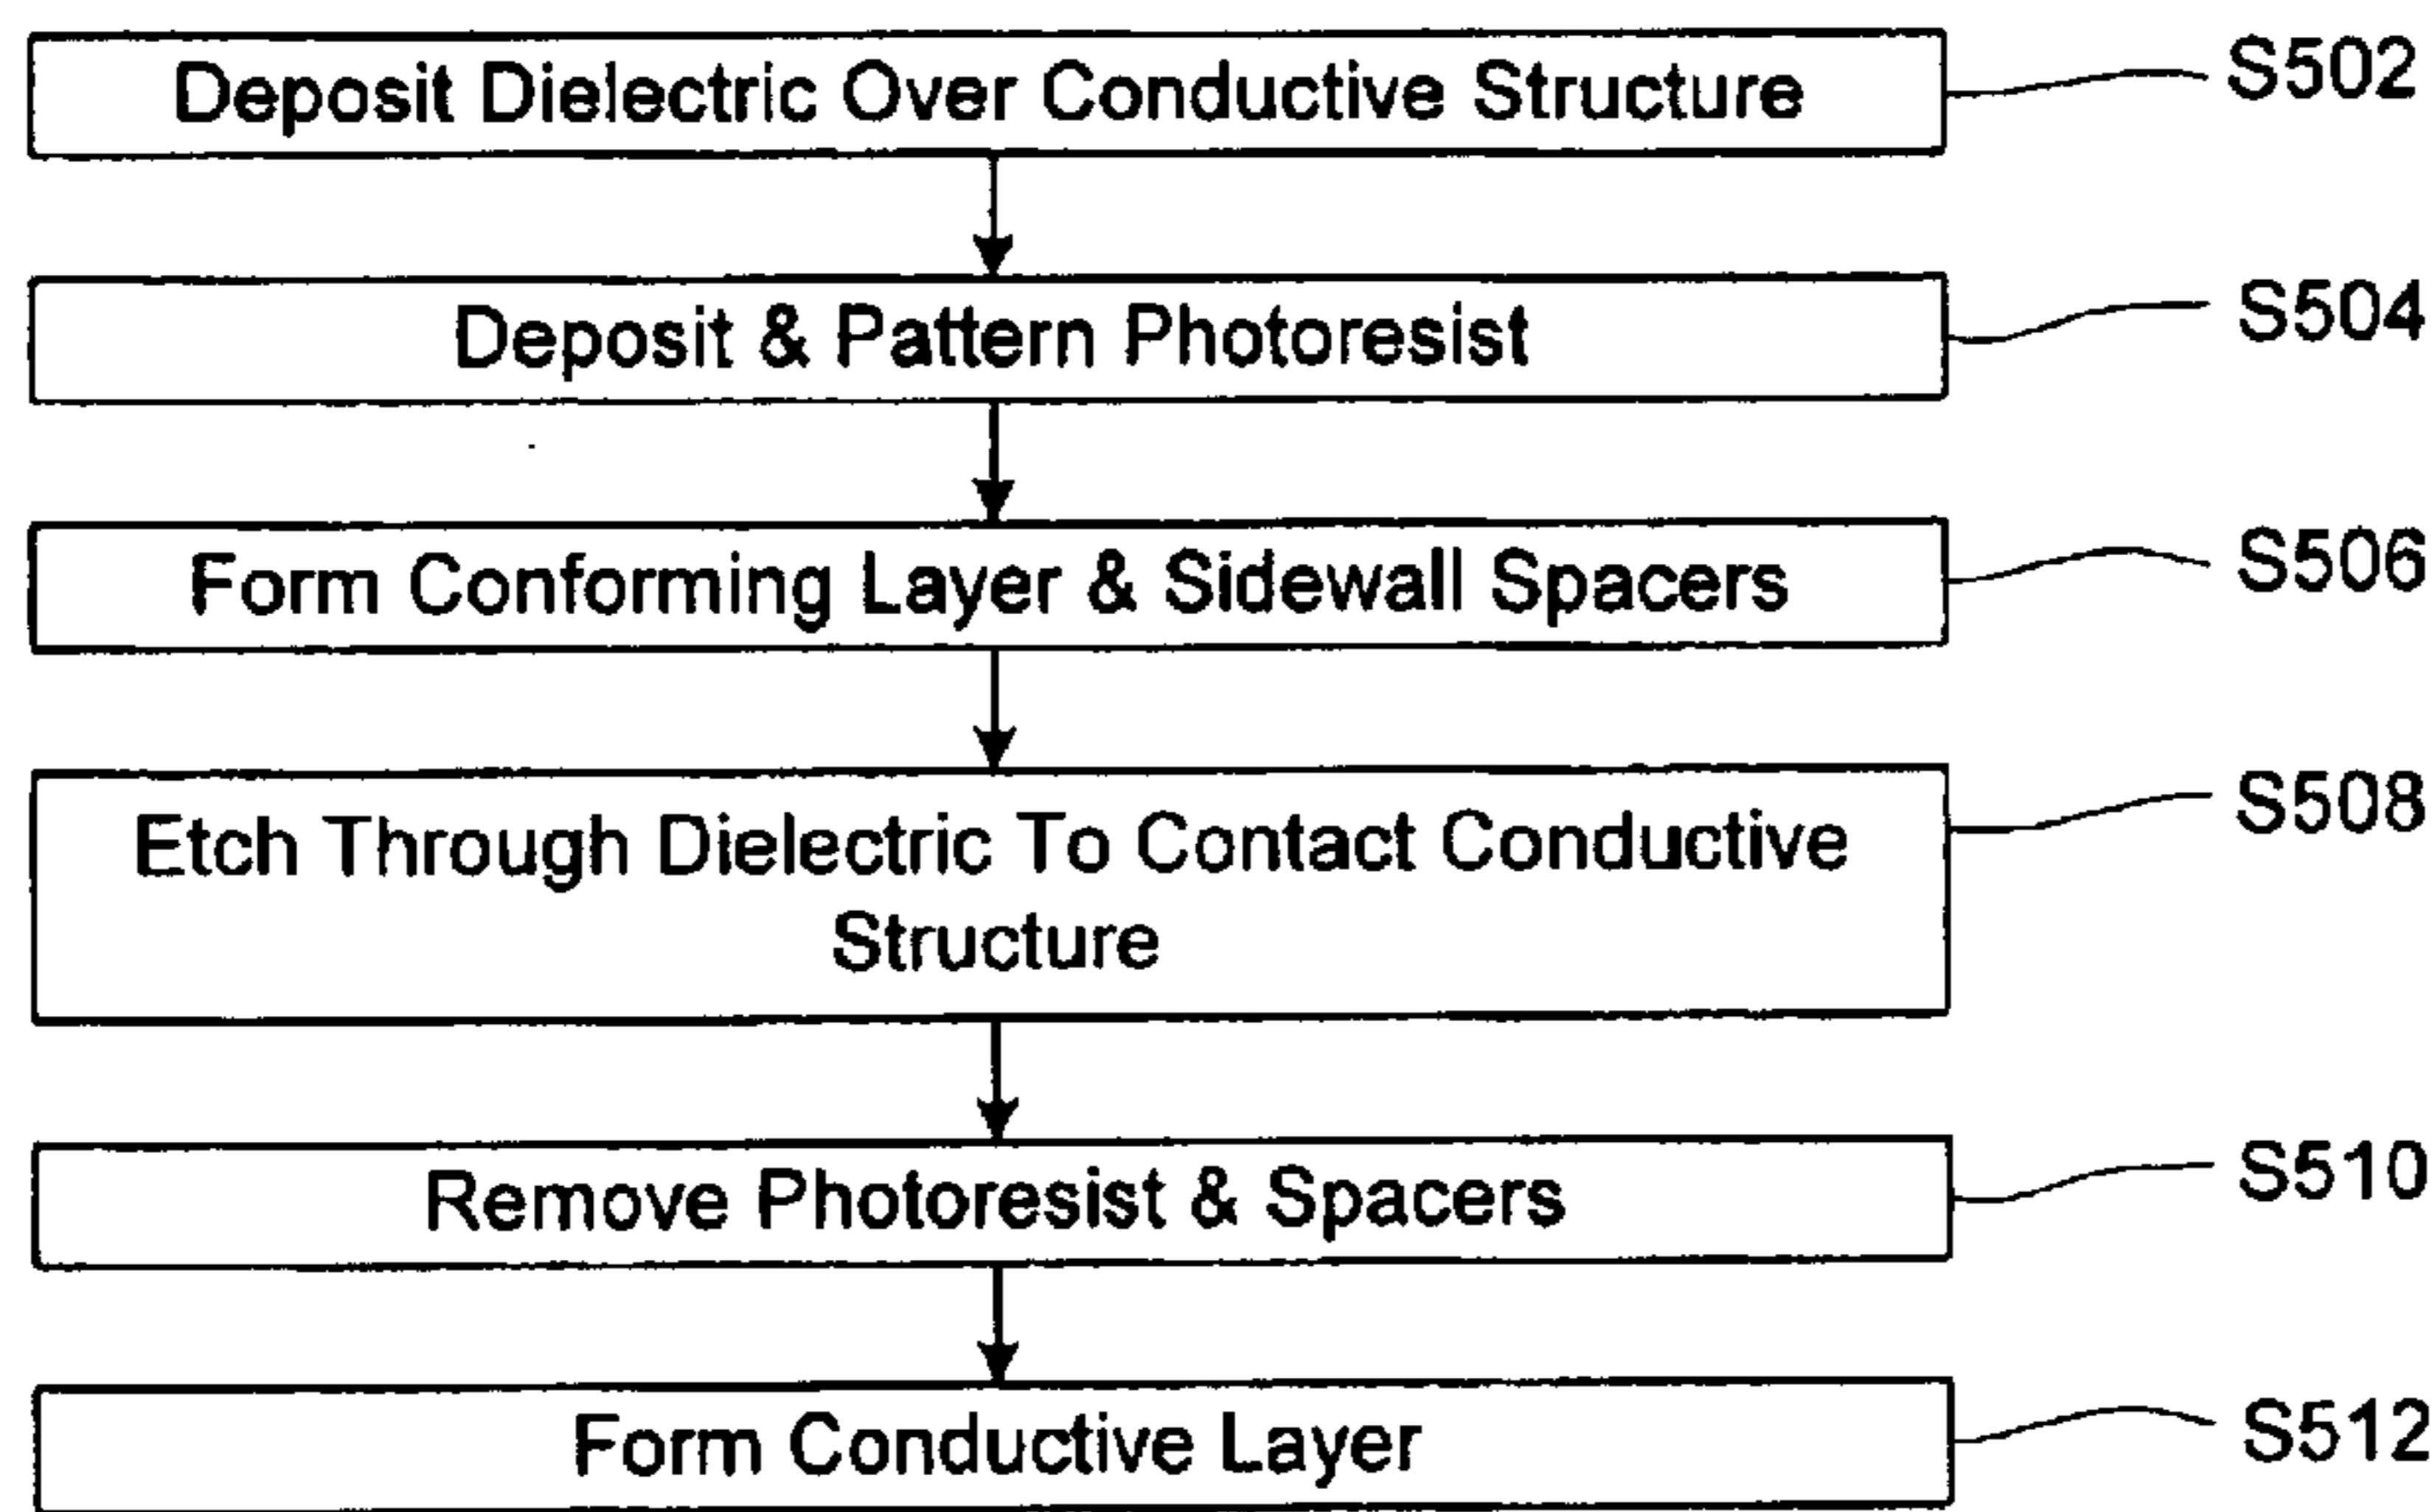 Deposit Dielectric Over Conductive Structure
S502
Deposit & Pattern Photoresist
S504
Form Conforming Layer & Sidewall Spacers
S506
Etch Through Dielectric To Contact Conductive
Structure
S508
Remove Photoresist & Spacers
S510
Form Conductive Layer
S512